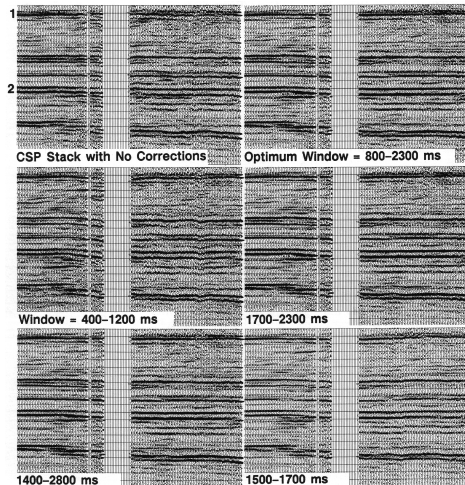 1
2
CSP Stack with No Corrections
Optimum Window = 800–2300 ms
Window = 400–1200 ms
1700–2300 ms
1400–2800 ms
1500–1700 ms